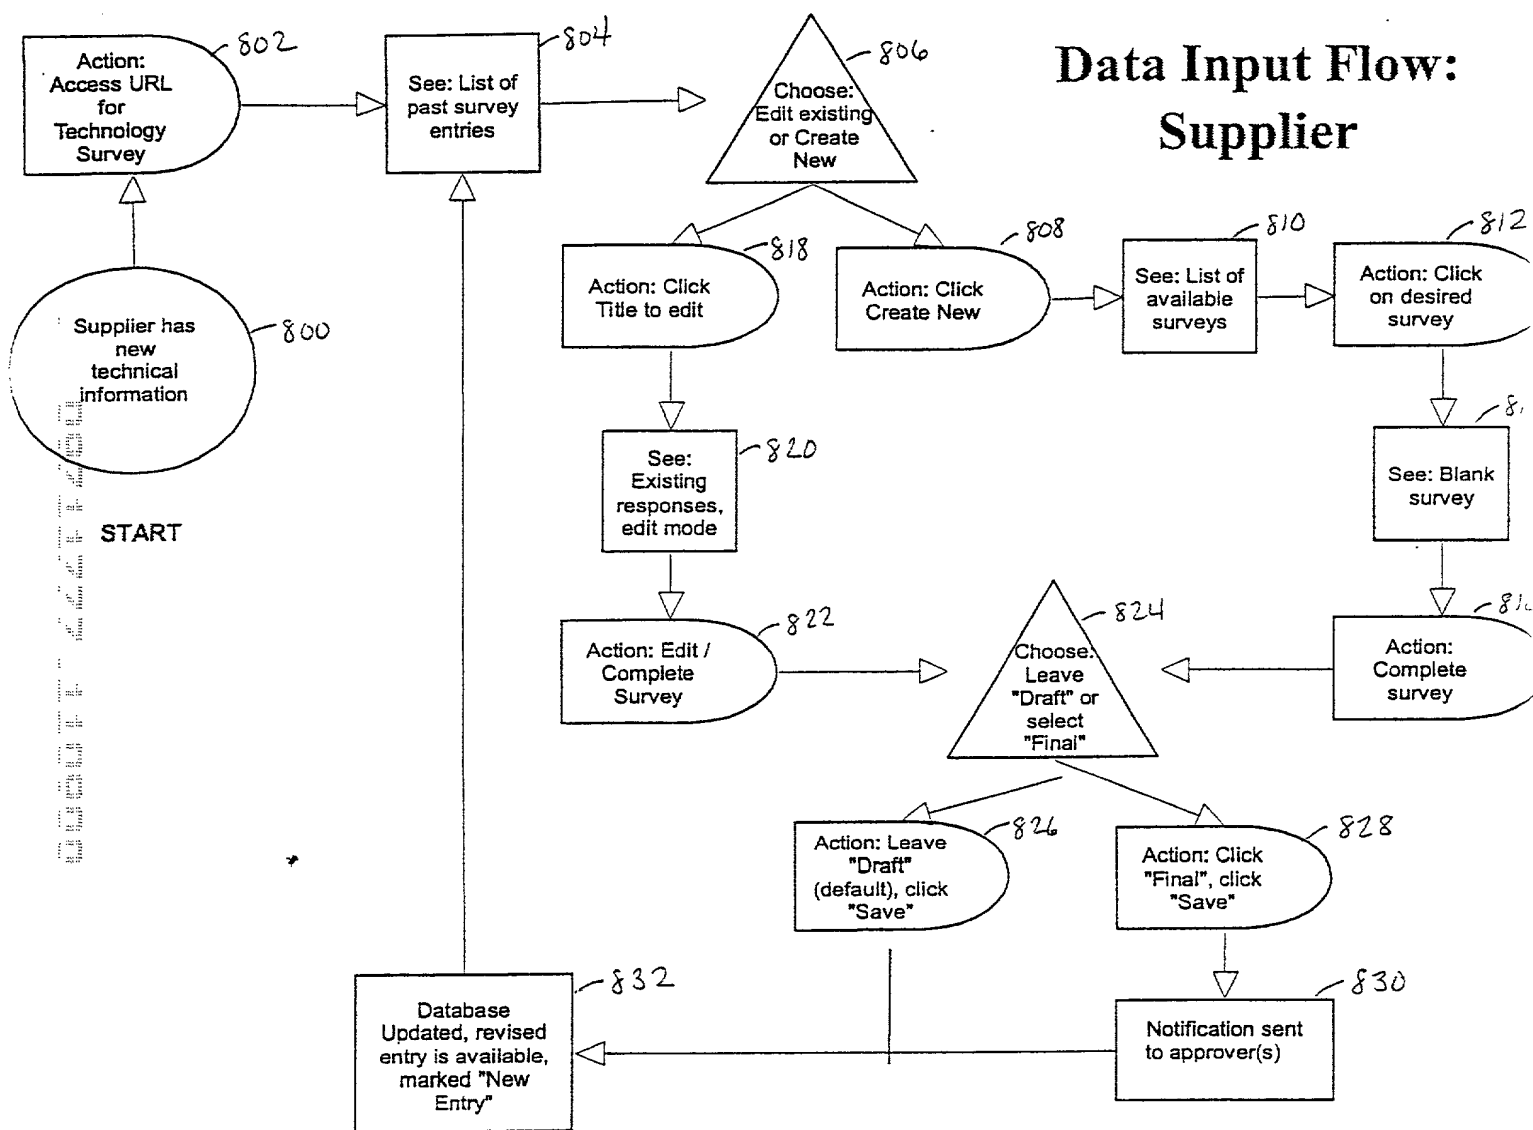 Data Input Flow:
Supplier
Action:
Access URL
for
Technology
Survey
802
See: List of
past survey
entries
804
Choose:
Edit existing
or Create
New
806
Supplier has
new
technical
information
800
START
Action: Click
Title to edit
818
Action: Click
Create New
808
See: List of
available
surveys
810
Action: Click
on desired
survey
812
See:
Existing
responses,
edit mode
820
See: Blank
survey
Action: Edit /
Complete
Survey
822
Choose:
Leave
"Draft" or
select
"Final"
824
Action:
Complete
survey
Action: Leave
"Draft"
(default), click
"Save"
826
Action: Click
"Final", click
"Save"
828
Database
Updated, revised
entry is available,
marked "New
Entry"
832
Notification sent
to approver(s)
830